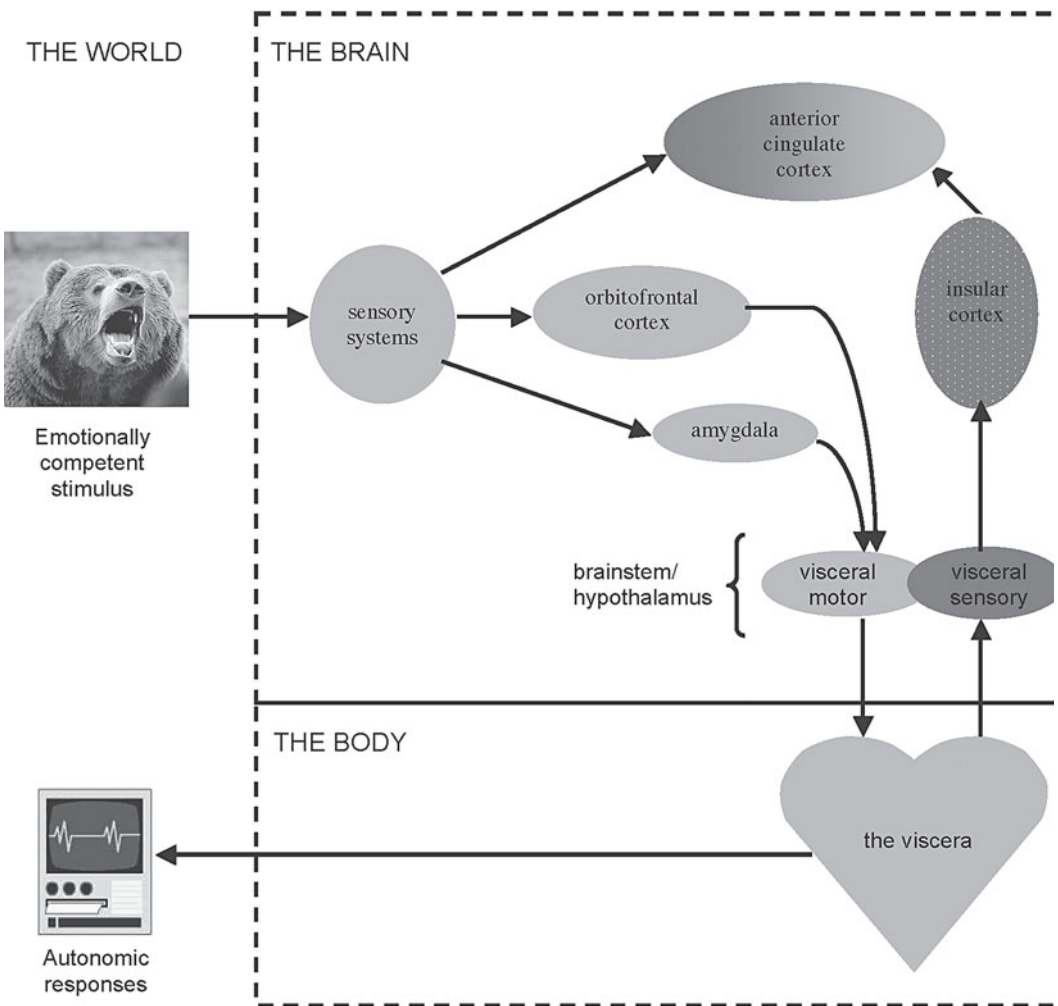 THE WORLD
THE BRAIN
anterior
cingulate
cortex
sensory
systems
orbitofrontal
cortex
insular
cortex
amygdala
Emotionally
competent
stimulus
brainstem/
hypothalamus
visceral
motor
visceral
sensory
THE BODY
the viscera
Autonomic
responses